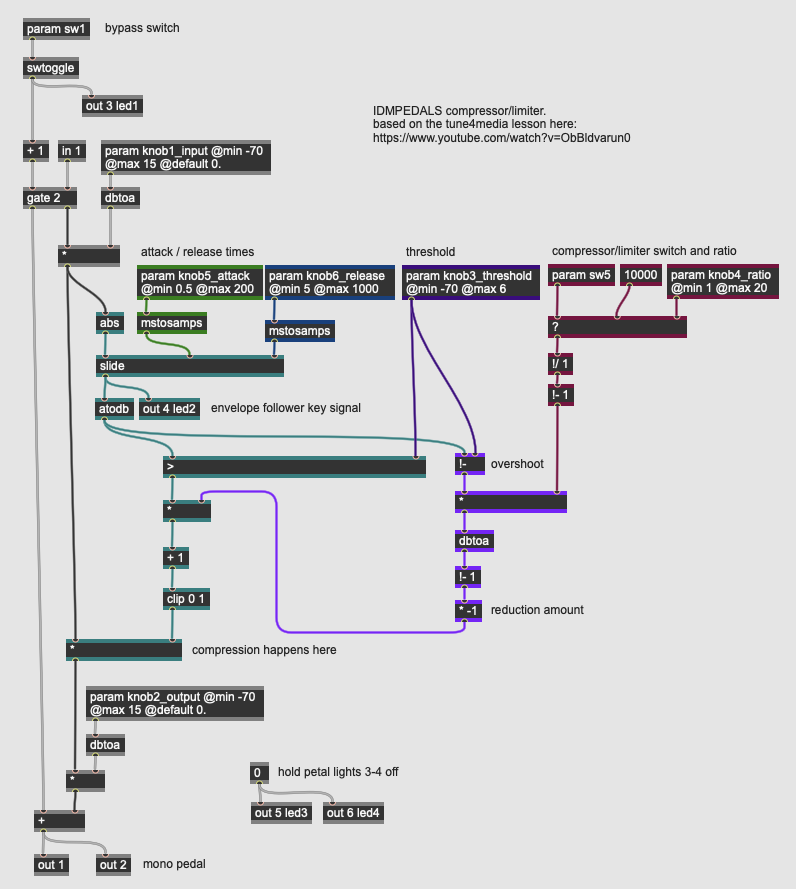 param sw1
bypass switch
swtoggle
out 3 led1
IDMPEDALS compressor/limiter.
based on the tune4media lesson here:
https://www.youtube.com/watch?v=ObBldvarun0
+ 1
in 1
param knob1_input @min -70
@max 15 @default 0.
gate 2
dbtoa
*
attack / release times
threshold
compressor/limiter switch and ratio
param knob5_attack
@min 0.5 @max 200
param knob6_release
@min 5 @max 1000
param knob3_threshold
@min -70 @max 6
param sw5
10000
param knob4_ratio
@min 1 @max 20
abs
mstosamps
mstosamps
?
slide
!/ 1
!- 1
atodb
out 4 led2
envelope follower key signal
>
!-
overshoot
*
*
dbtoa
+ 1
!- 1
clip 0 1
* -1
reduction amount
*
compression happens here
param knob2_output @min -70
@max 15 @default 0.
dbtoa
*
0
hold petal lights 3-4 off
out 5 led3
out 6 led4
+
out 1
out 2
mono pedal